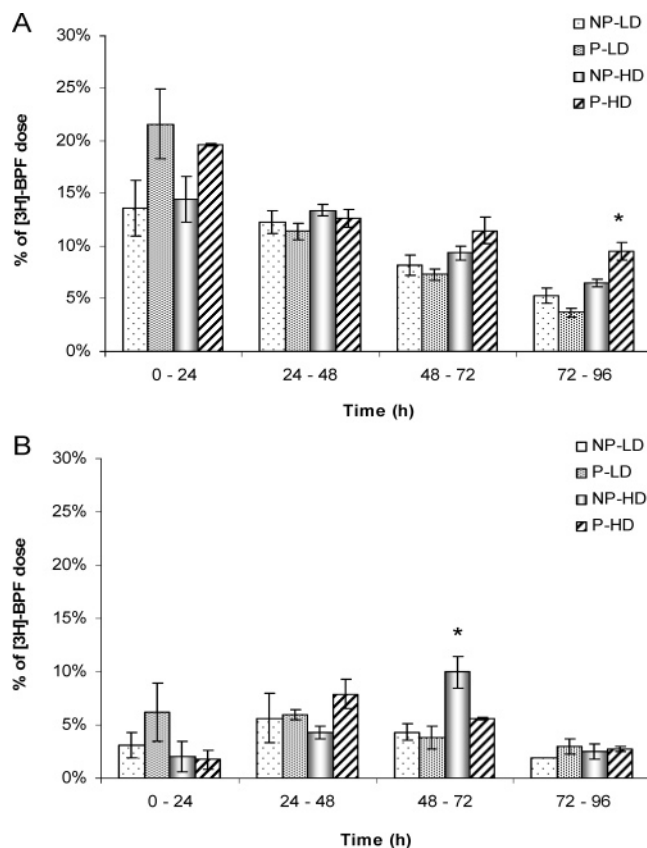 A
NP-LD
P-LD
NP-HD
P-HD
% of [3H]-BPF dose
30%
25%
20%
15%
10%
5%
0%
*
0 - 24
24 - 48
48 - 72
72 - 96
Time (h)
B
NP-LD
P-LD
NP-HD
P-HD
% of [3H]-BPF dose
30%
25%
20%
15%
10%
5%
0%
*
0 - 24
24 - 48
48 - 72
72 - 96
Time (h)